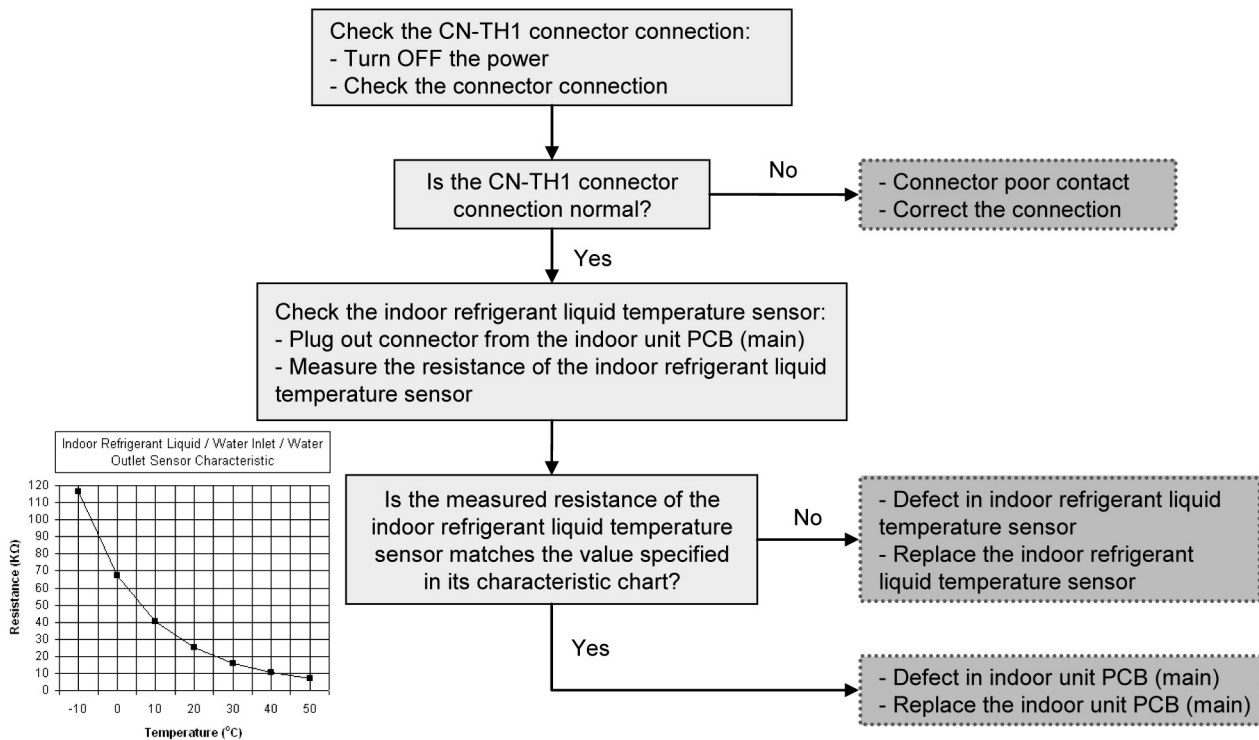 Check the CN-TH1 connector connection:
- Turn OFF the power
- Check the connector connection
Is the CN-TH1 connector
connection normal?
No
- Connector poor contact
- Correct the connection
Yes
Check the indoor refrigerant liquid temperature sensor:
- Plug out connector from the indoor unit PCB (main)
- Measure the resistance of the indoor refrigerant liquid
temperature sensor
Indoor Refrigerant Liquid / Water Inlet / Water
Outlet Sensor Characteristic
Resistance (KΩ)
120
110
100
90
80
70
60
50
40
30
20
10
0
-10 0 10 20 30 40 50
Temperature (°C)
Is the measured resistance of the
indoor refrigerant liquid temperature
sensor matches the value specified
in its characteristic chart?
No
- Defect in indoor refrigerant liquid
temperature sensor
- Replace the indoor refrigerant
liquid temperature sensor
Yes
- Defect in indoor unit PCB (main)
- Replace the indoor unit PCB (main)